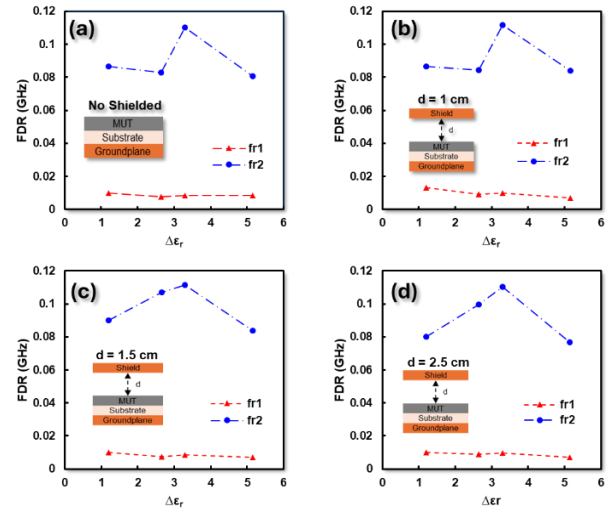 (a)
FDR (GHz)
0.12
0.1
0.08
0.06
0.04
0.02
0
No Shielded
MUT
Substrate
Groundplane
fr1
fr2
0 1 2 3 4 5 6
Δεr
(b)
FDR (GHz)
0.12
0.1
0.08
0.06
0.04
0.02
0
d = 1 cm
Shield
d
MUT
Substrate
Groundplane
fr1
fr2
0 1 2 3 4 5 6
Δεr
(c)
FDR (GHz)
0.12
0.1
0.08
0.06
0.04
0.02
0
d = 1.5 cm
Shield
d
MUT
Substrate
Groundplane
fr1
fr2
0 1 2 3 4 5 6
Δεr
(d)
FDR (GHz)
0.12
0.1
0.08
0.06
0.04
0.02
0
d = 2.5 cm
Shield
d
MUT
Substrate
Groundplane
fr1
fr2
0 1 2 3 4 5 6
Δεr